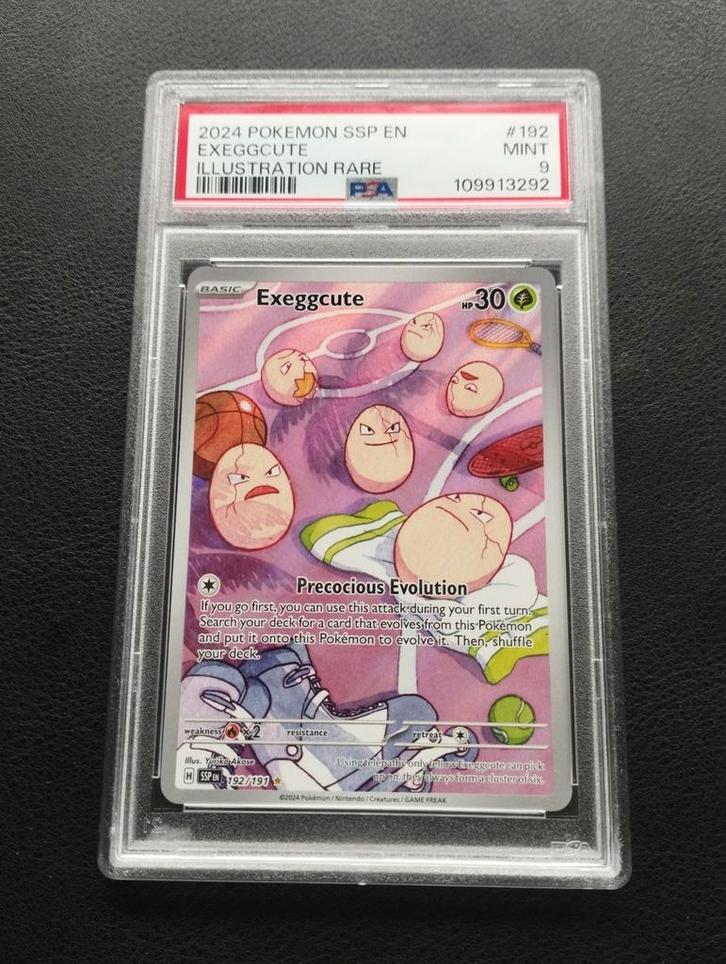 2024 POKEMON SSP EN #192
EXEGGCUTE MINT
ILLUSTRATION RARE 9
PSA 109913292
BASIC Exeggcute HP 30
Precocious Evolution
If you go first, you can use this attack during your first turn.
Search your deck for a card that evolves from this Pokémon
and put it onto this Pokémon to evolve it. Then, shuffle
your deck.
weakness ×2 resistance retreat
Illus. Yuriko Akase
Using telepathy only fellow Exeggcute can pick
up on, they always form a cluster of six.
H SSP EN 192/191
©2024 Pokémon / Nintendo / Creatures / GAME FREAK